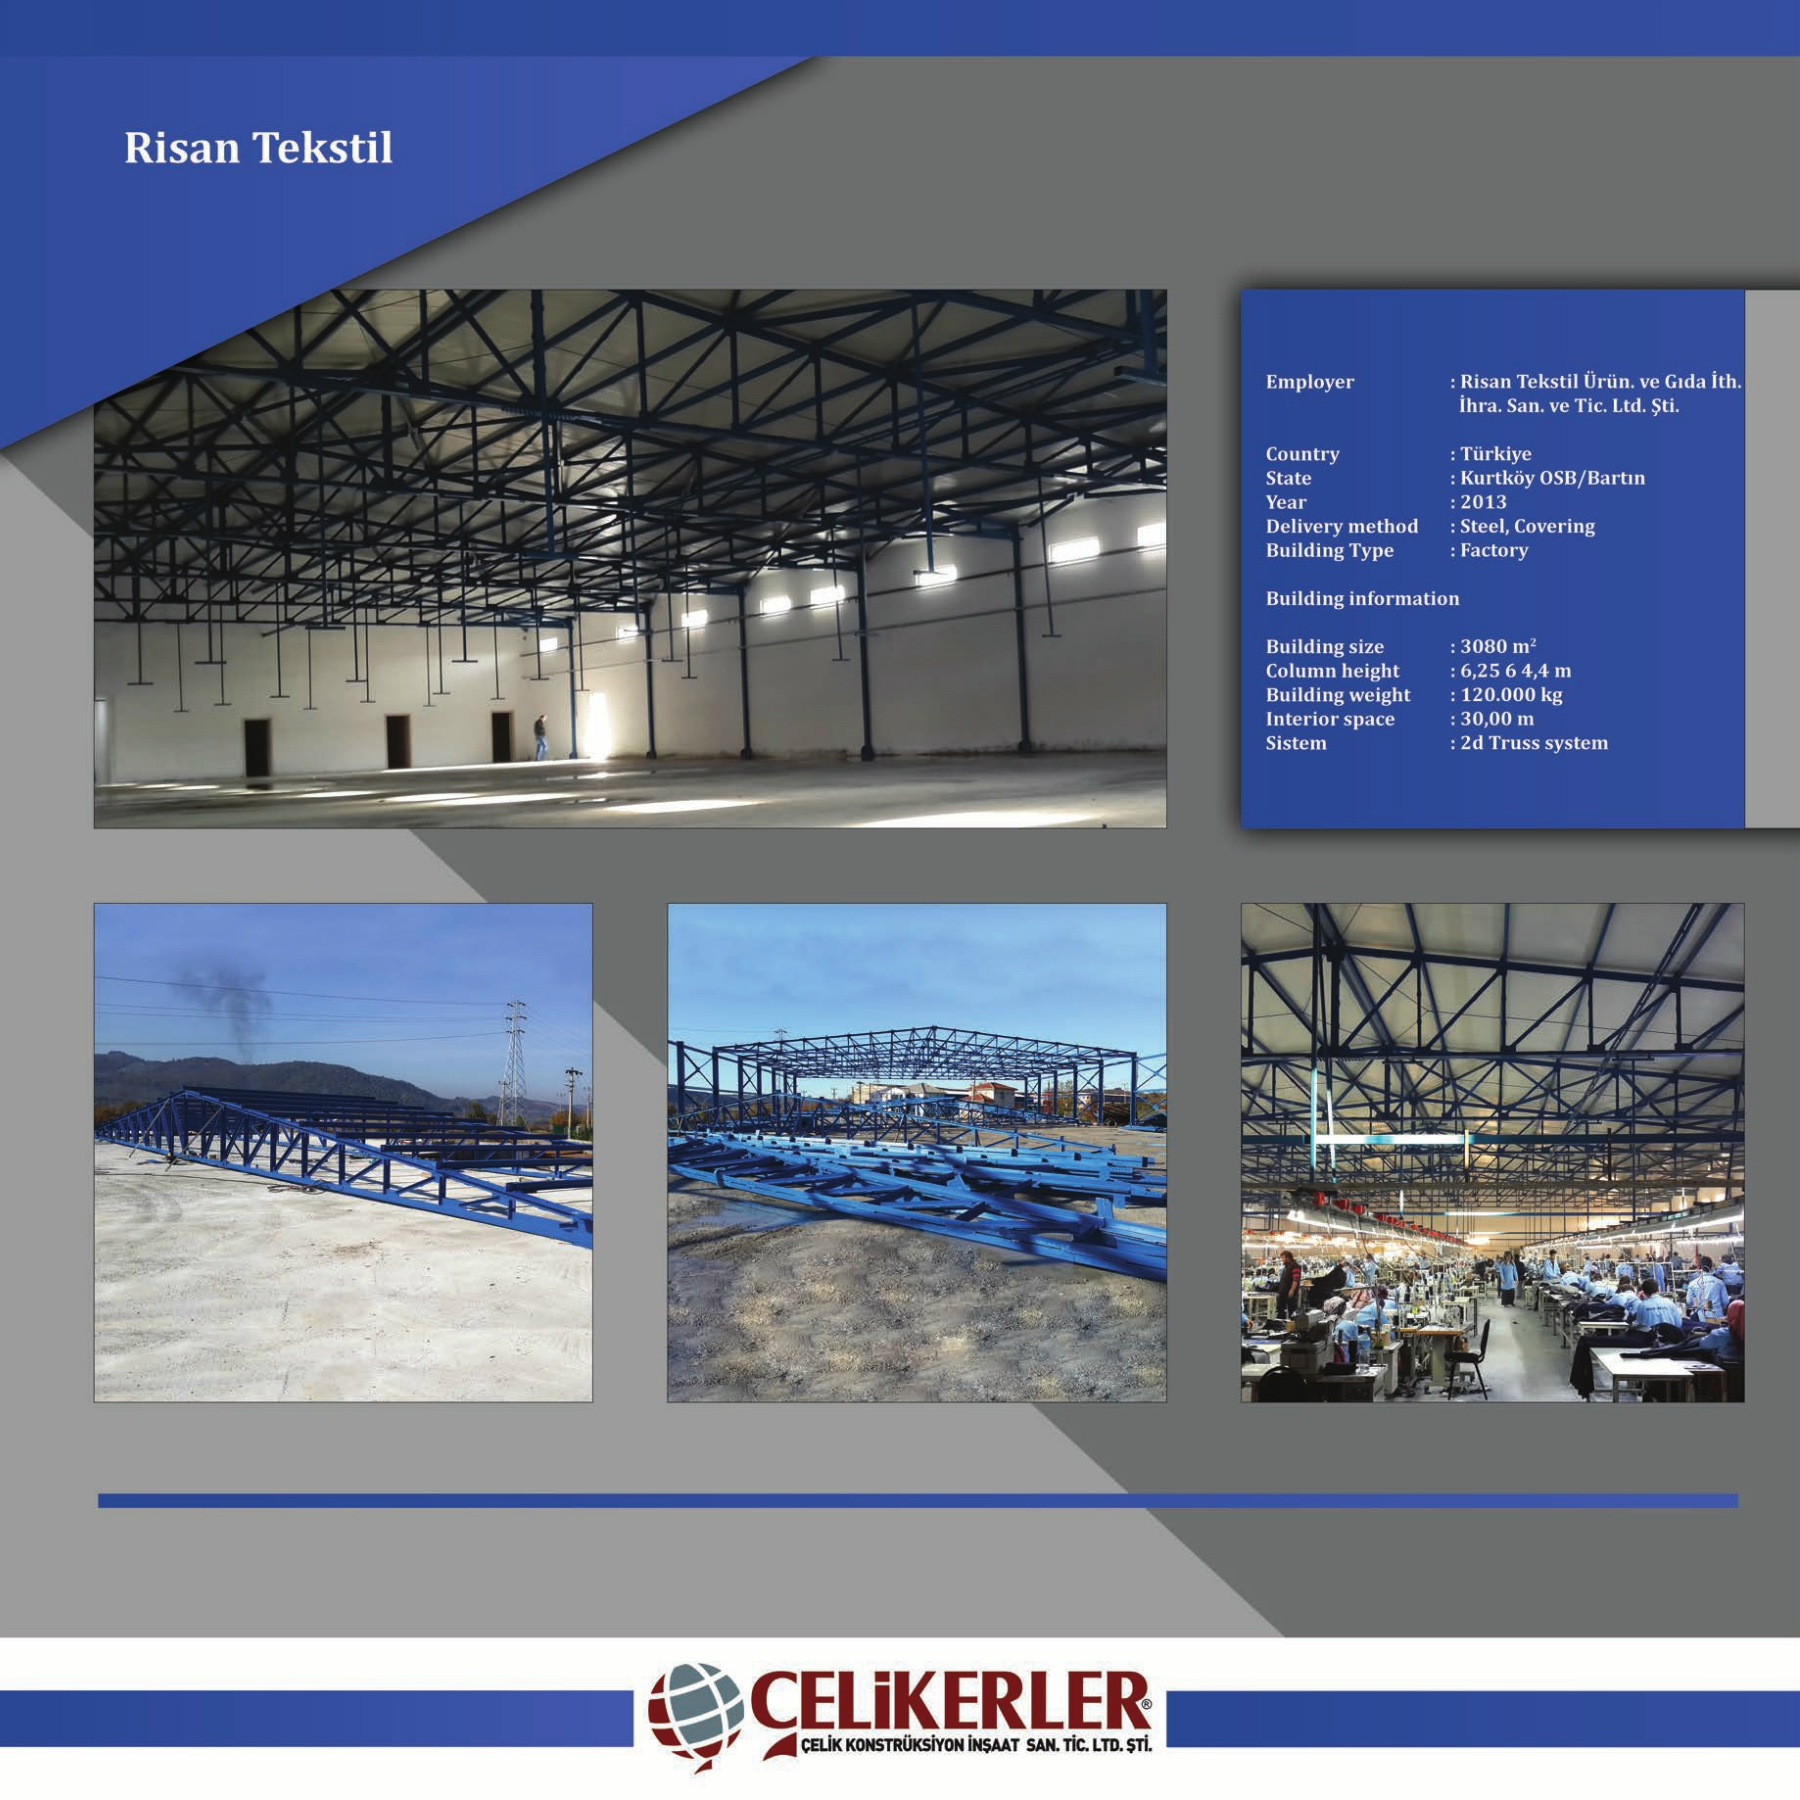 Risan Tekstil
Employer : Risan Tekstil Ürün. ve Gıda İth.
İhra. San. ve Tic. Ltd. Şti.
Country : Türkiye
State : Kurtköy OSB/Bartın
Year : 2013
Delivery method : Steel, Covering
Building Type : Factory
Building information
Building size : 3080 m²
Column height : 6,25 6 4,4 m
Building weight : 120.000 kg
Interior space : 30,00 m
Sistem : 2d Truss system
ÇELiKERLER®
ÇELİK KONSTRÜKSİYON İNŞAAT SAN. TİC. LTD. ŞTİ.